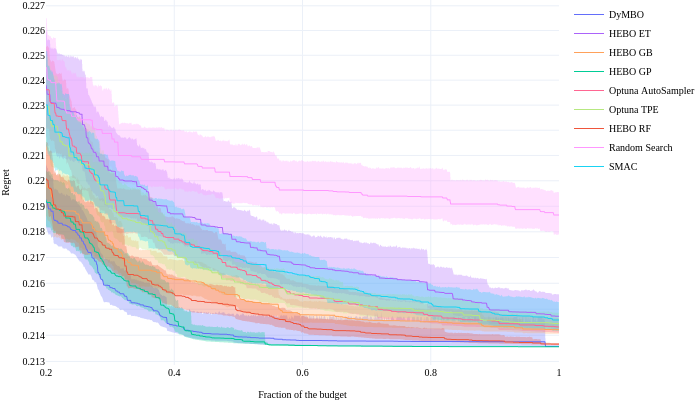 0.227
0.226
0.225
0.224
0.223
0.222
0.221
0.22
0.219
0.218
0.217
0.216
0.215
0.214
0.213
Regret
0.2
0.4
0.6
0.8
1
Fraction of the budget
DyMBO
HEBO ET
HEBO GB
HEBO GP
Optuna AutoSampler
Optuna TPE
HEBO RF
Random Search
SMAC